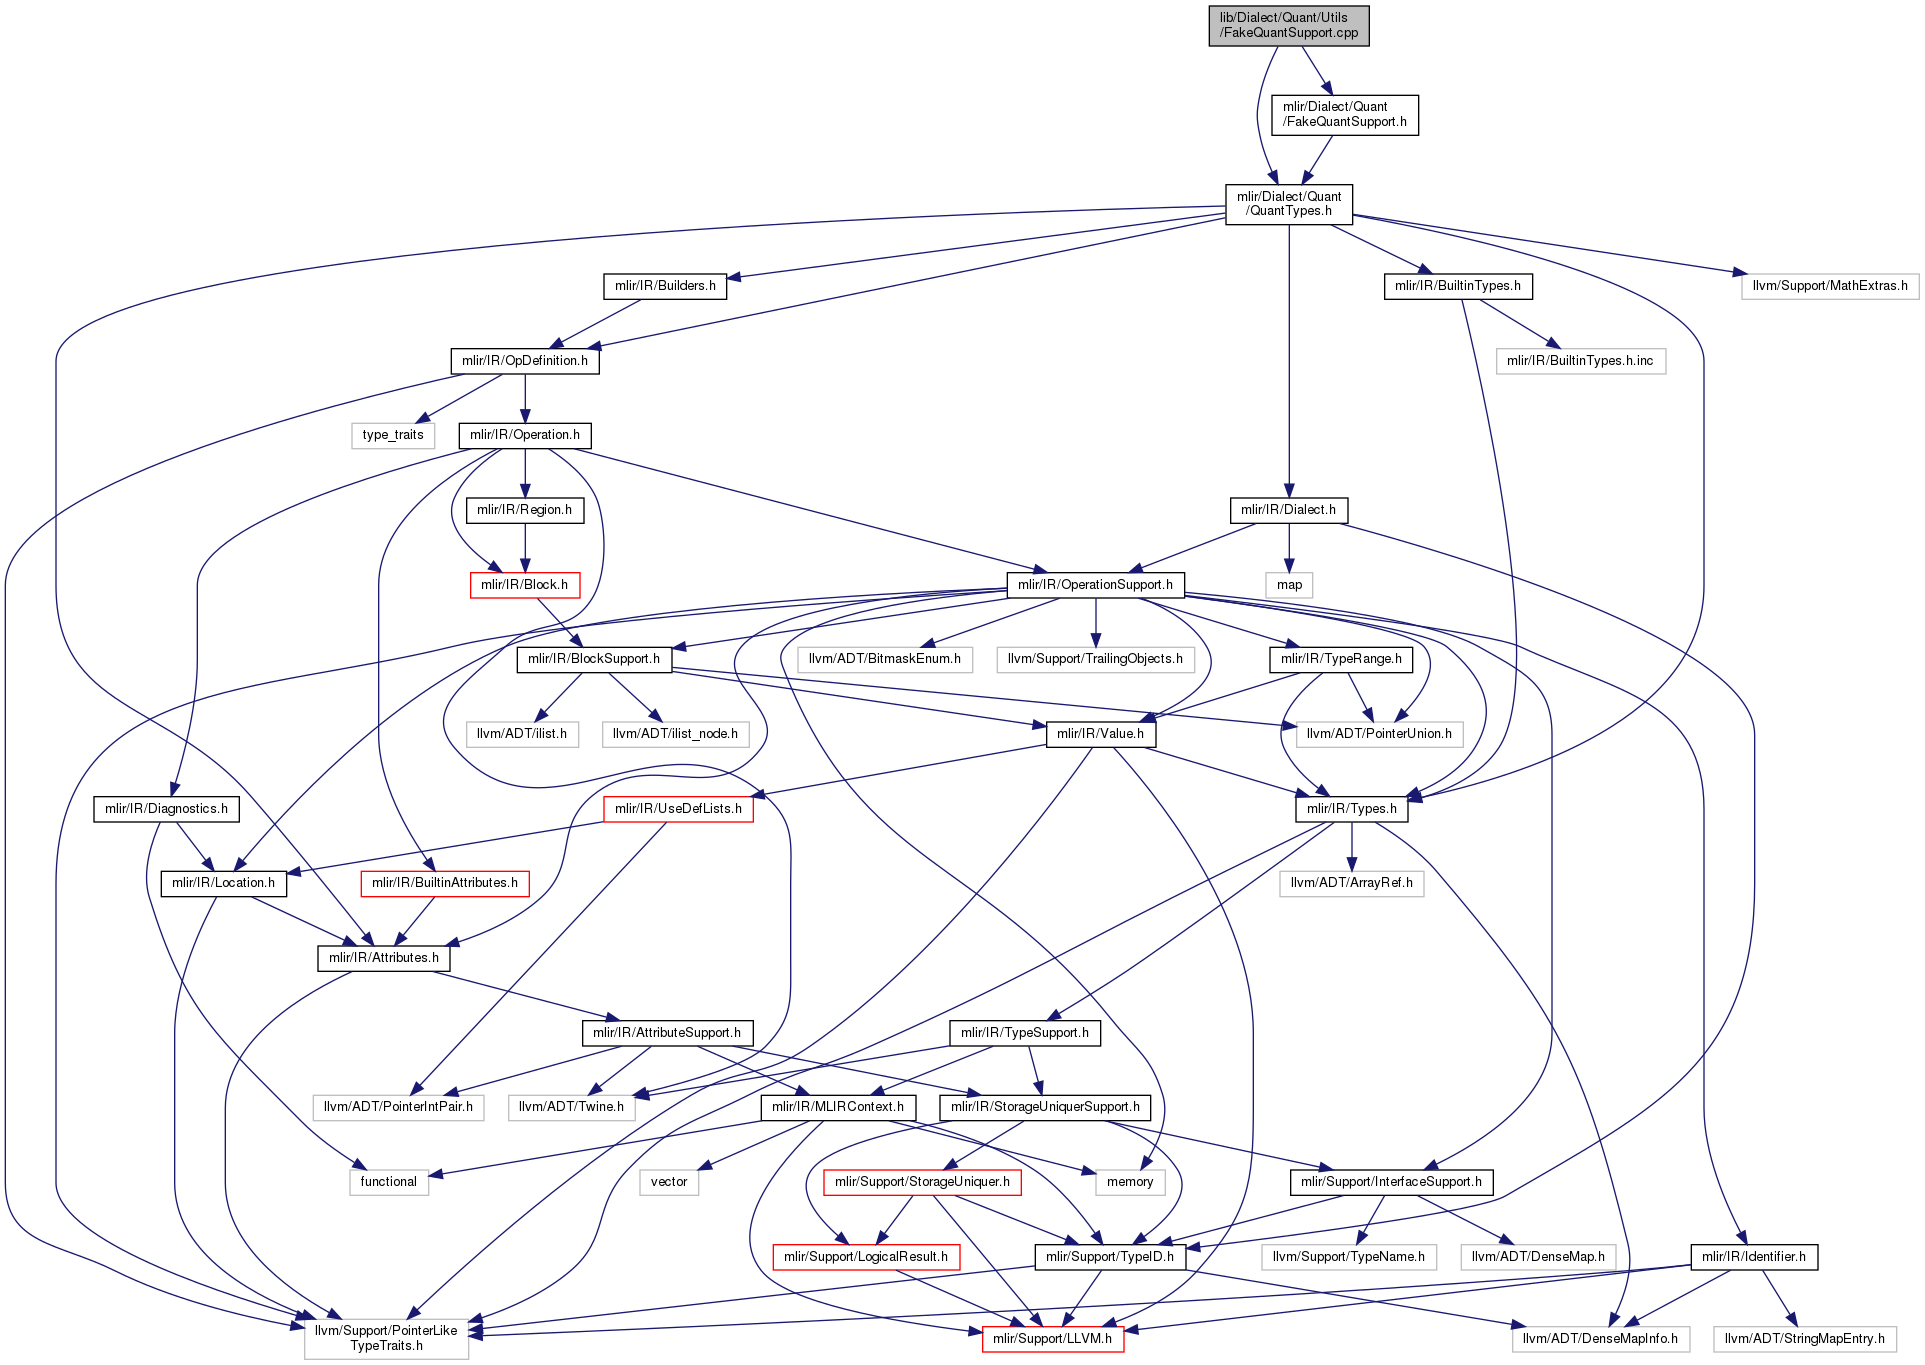 lib/Dialect/Quant/Utils
/FakeQuantSupport.cpp
mlir/Dialect/Quant
/FakeQuantSupport.h
mlir/Dialect/Quant
/QuantTypes.h
mlir/IR/Builders.h
mlir/IR/BuiltinTypes.h
llvm/Support/MathExtras.h
mlir/IR/OpDefinition.h
mlir/IR/BuiltinTypes.h.inc
type_traits
mlir/IR/Operation.h
mlir/IR/Region.h
mlir/IR/Dialect.h
mlir/IR/Block.h
mlir/IR/OperationSupport.h
map
mlir/IR/BlockSupport.h
llvm/ADT/BitmaskEnum.h
llvm/Support/TrailingObjects.h
mlir/IR/TypeRange.h
llvm/ADT/ilist.h
llvm/ADT/ilist_node.h
mlir/IR/Value.h
llvm/ADT/PointerUnion.h
mlir/IR/Diagnostics.h
mlir/IR/UseDefLists.h
mlir/IR/Types.h
mlir/IR/Location.h
mlir/IR/BuiltinAttributes.h
llvm/ADT/ArrayRef.h
mlir/IR/Attributes.h
mlir/IR/AttributeSupport.h
mlir/IR/TypeSupport.h
llvm/ADT/PointerIntPair.h
llvm/ADT/Twine.h
mlir/IR/MLIRContext.h
mlir/IR/StorageUniquerSupport.h
functional
vector
mlir/Support/StorageUniquer.h
memory
mlir/Support/InterfaceSupport.h
mlir/Support/LogicalResult.h
mlir/Support/TypeID.h
llvm/Support/TypeName.h
llvm/ADT/DenseMap.h
mlir/IR/Identifier.h
llvm/Support/PointerLike
TypeTraits.h
mlir/Support/LLVM.h
llvm/ADT/DenseMapInfo.h
llvm/ADT/StringMapEntry.h